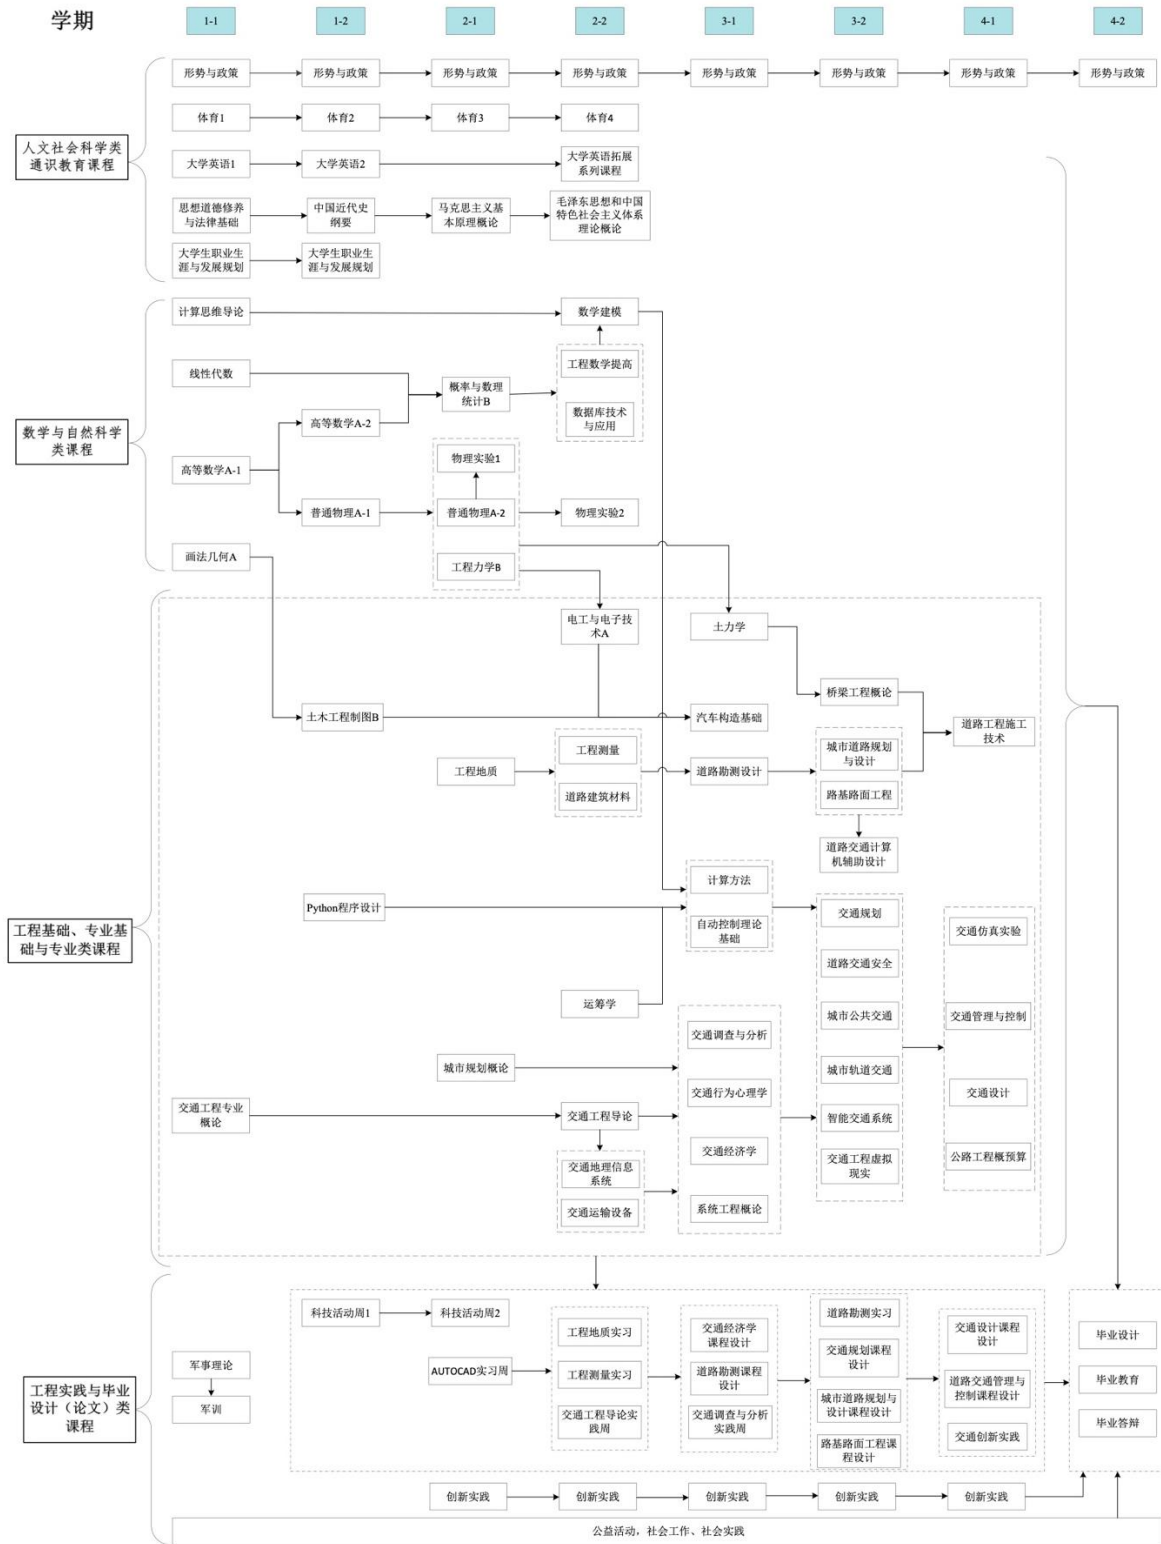 学期
1-1
1-2
2-1
2-2
3-1
3-2
4-1
4-2
人文社会科学类
通识教育课程
形势与政策
形势与政策
形势与政策
形势与政策
形势与政策
形势与政策
形势与政策
形势与政策
体育1
体育2
体育3
体育4
大学英语1
大学英语2
大学英语拓展
系列课程
思想道德修养
与法律基础
中国近代史
纲要
马克思主义基
本原理概论
毛泽东思想和中国
特色社会主义体系
理论概论
大学生职业生
涯与发展规划
大学生职业生
涯与发展规划
数学与自然科学
类课程
计算思维导论
数学建模
线性代数
概率与数理
统计B
工程数学提高
数据库技术
与应用
高等数学A-2
高等数学A-1
物理实验1
普通物理A-1
普通物理A-2
物理实验2
画法几何A
工程力学B
工程基础、专业基
础与专业类课程
电工与电子技
术A
土力学
桥梁工程概论
土木工程制图B
汽车构造基础
道路工程施工
技术
工程地质
工程测量
道路建筑材料
道路勘测设计
城市道路规划
与设计
路基路面工程
道路交通计算
机辅助设计
Python程序设计
计算方法
自动控制理论
基础
运筹学
交通规划
道路交通安全
城市公共交通
城市轨道交通
智能交通系统
交通工程虚拟
现实
交通仿真实验
交通管理与控制
交通设计
公路工程概预算
城市规划概论
交通调查与分析
交通行为心理学
交通经济学
系统工程概论
交通工程专业
概论
交通工程导论
交通地理信息
系统
交通运输设备
工程实践与毕业
设计（论文）类
课程
科技活动周1
科技活动周2
军事理论
军训
AUTOCAD实习周
工程地质实习
工程测量实习
交通工程导论实践
周
交通经济学
课程设计
道路勘测课程
设计
交通调查与分析
实践周
道路勘测实习
交通规划课程
设计
城市道路规划与
设计课程设计
路基路面工程课
程设计
交通设计课程
设计
道路交通管理与
控制课程设计
交通创新实践
毕业设计
毕业教育
毕业答辩
创新实践
创新实践
创新实践
创新实践
创新实践
公益活动，社会工作、社会实践